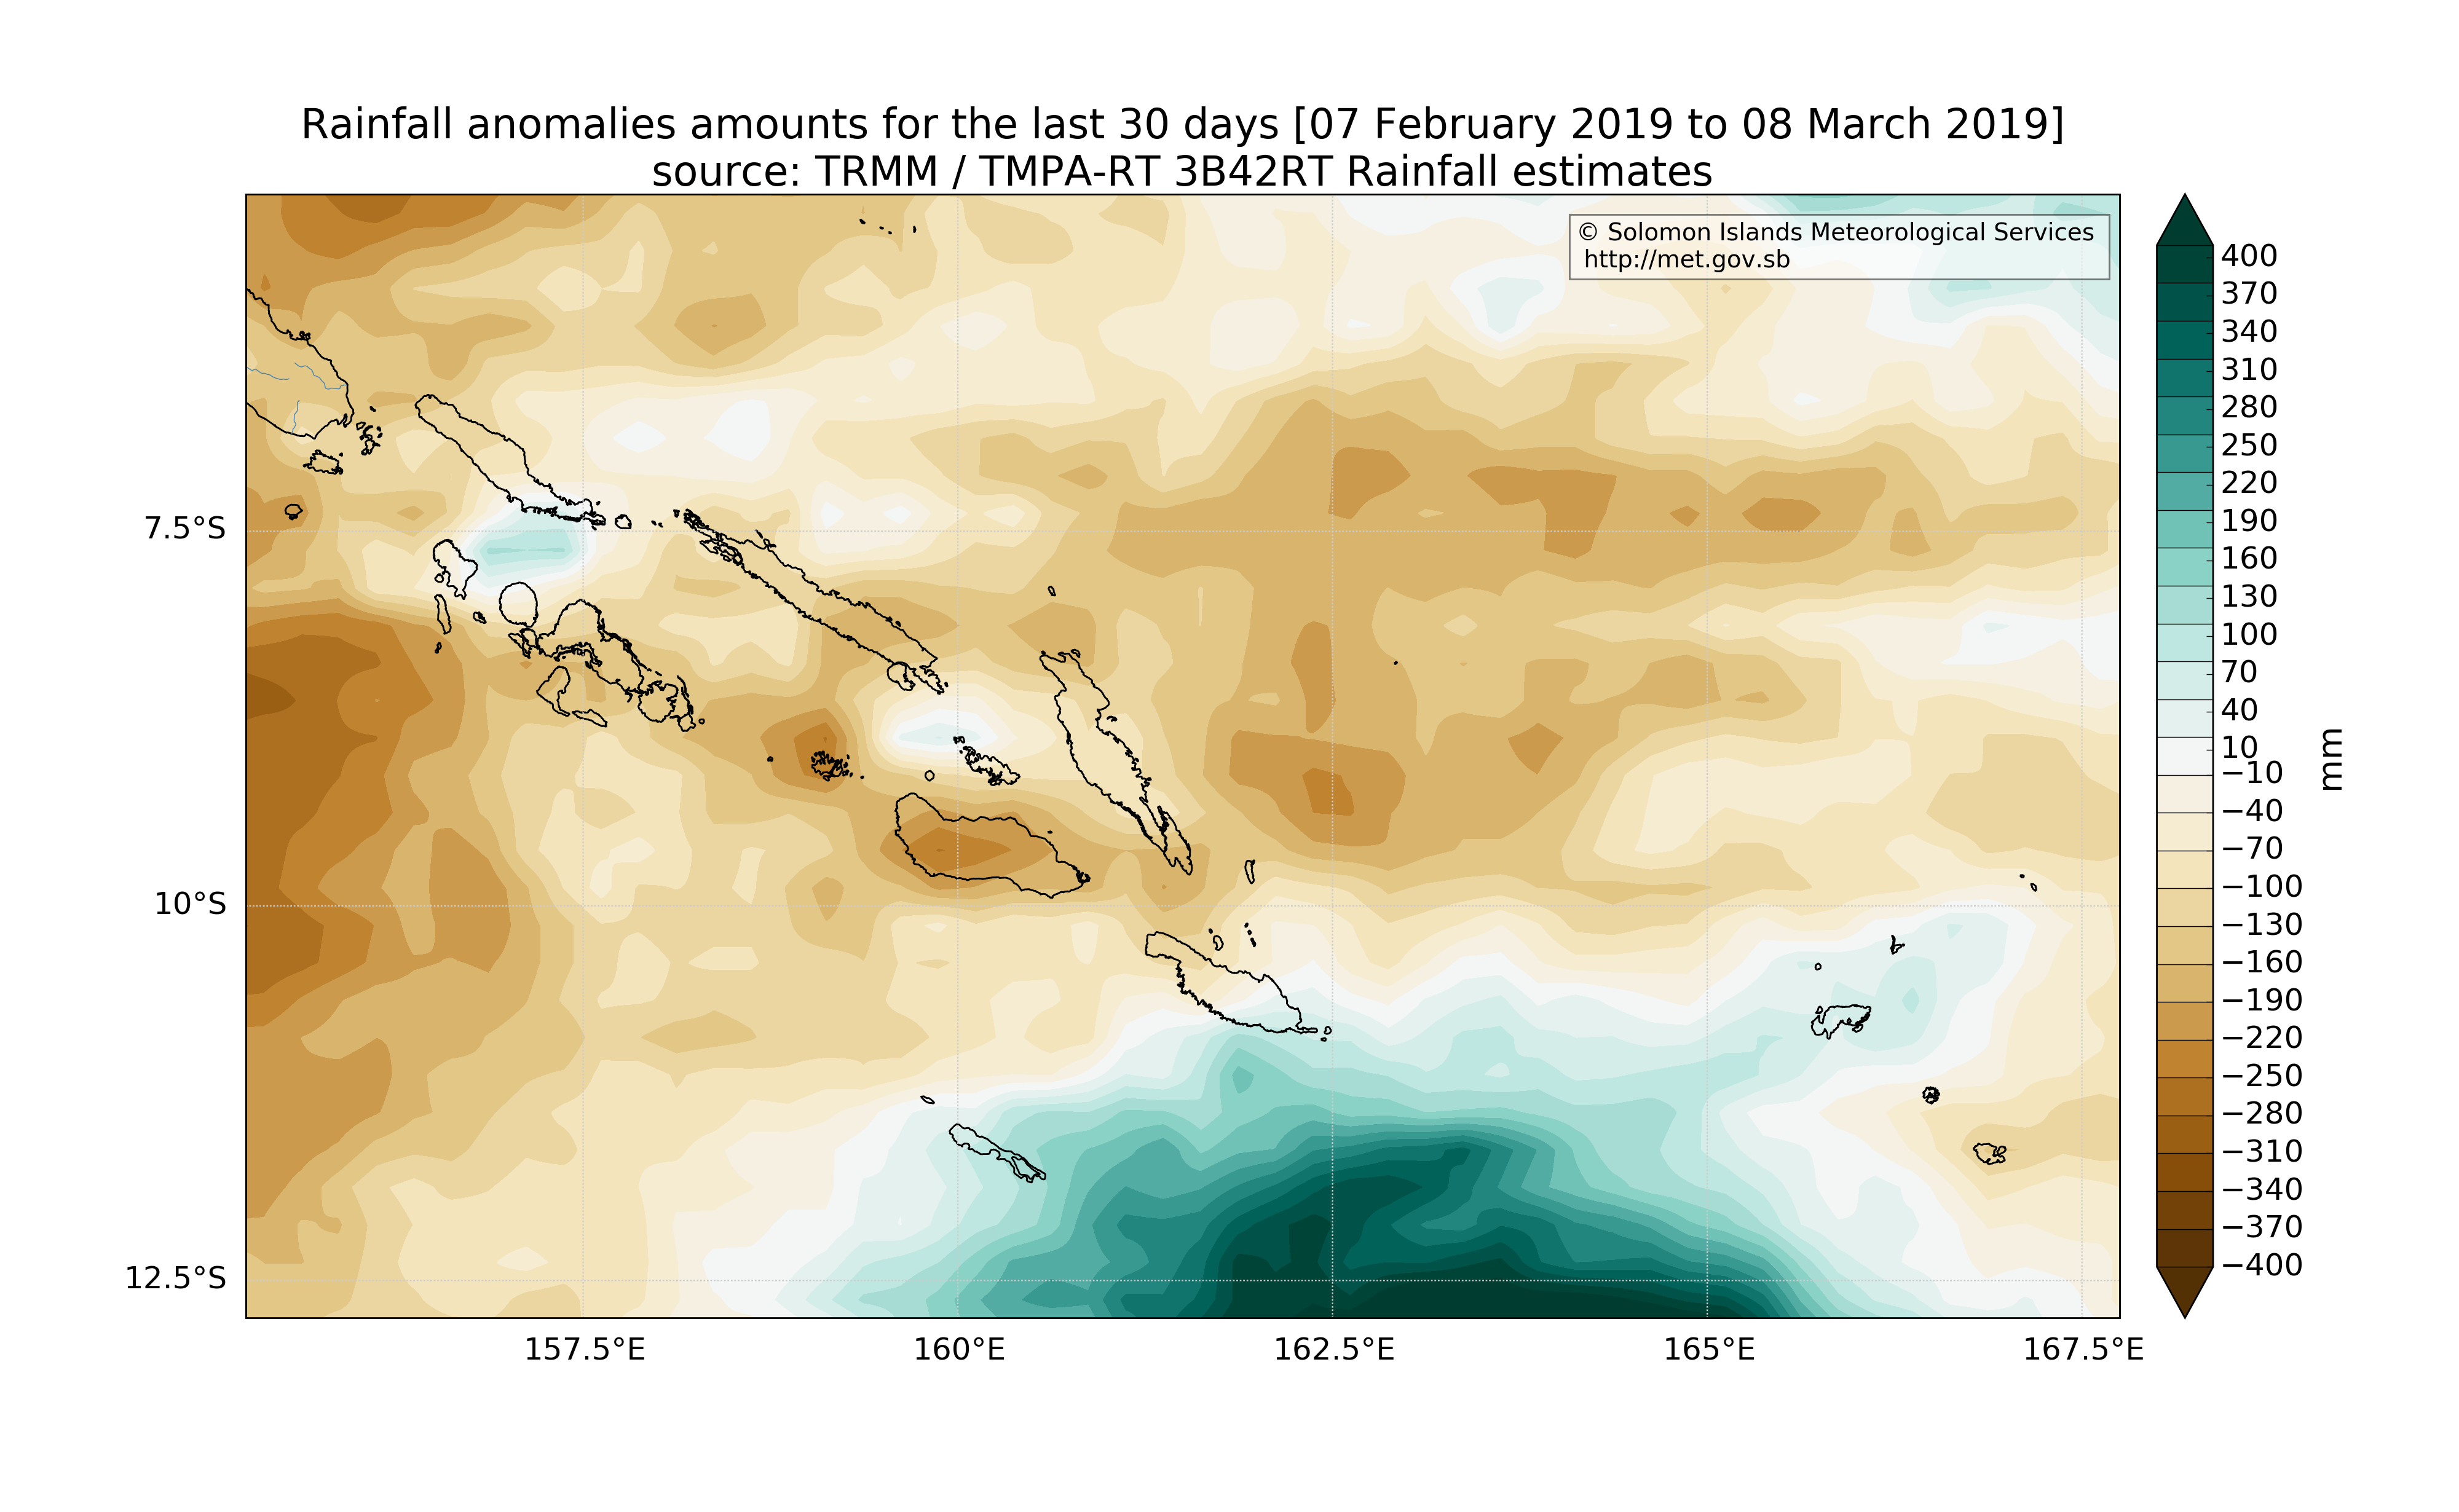 Rainfall anomalies amounts for the last 30 days [07 February 2019 to 08 March 2019]
source: TRMM / TMPA-RT 3B42RT Rainfall estimates
© Solomon Islands Meteorological Services
http://met.gov.sb
7.5°S
10°S
12.5°S
157.5°E
160°E
162.5°E
165°E
167.5°E
400
370
340
310
280
250
220
190
160
130
100
70
40
10
−10
−40
−70
−100
−130
−160
−190
−220
−250
−280
−310
−340
−370
−400
mm